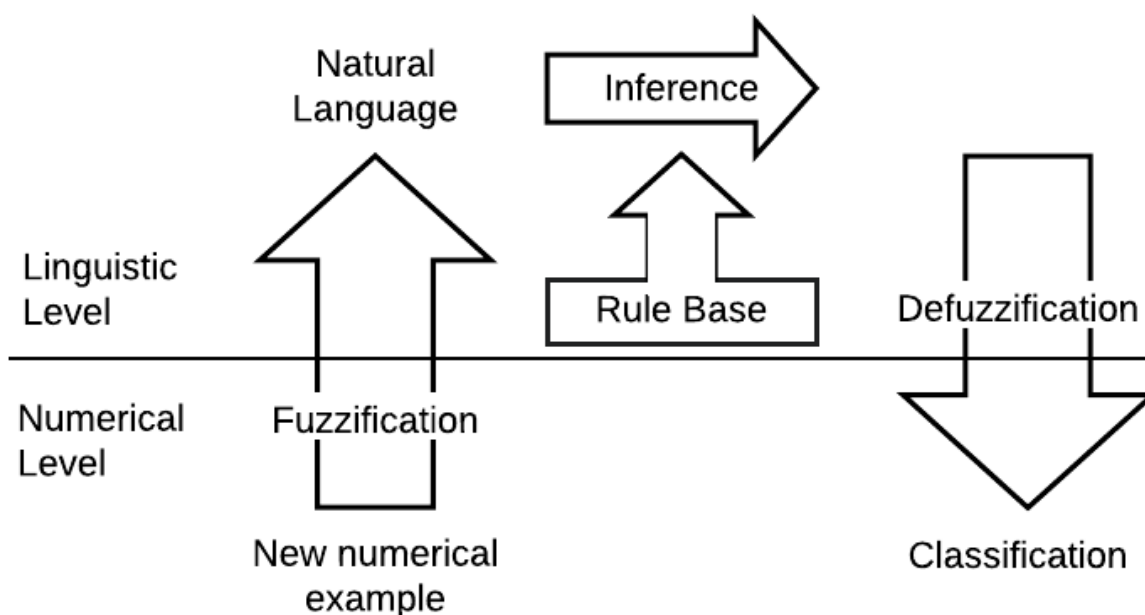 Natural
Language
Inference
Linguistic
Level
Rule Base
Defuzzification
Numerical
Level
Fuzzification
New numerical
example
Classification